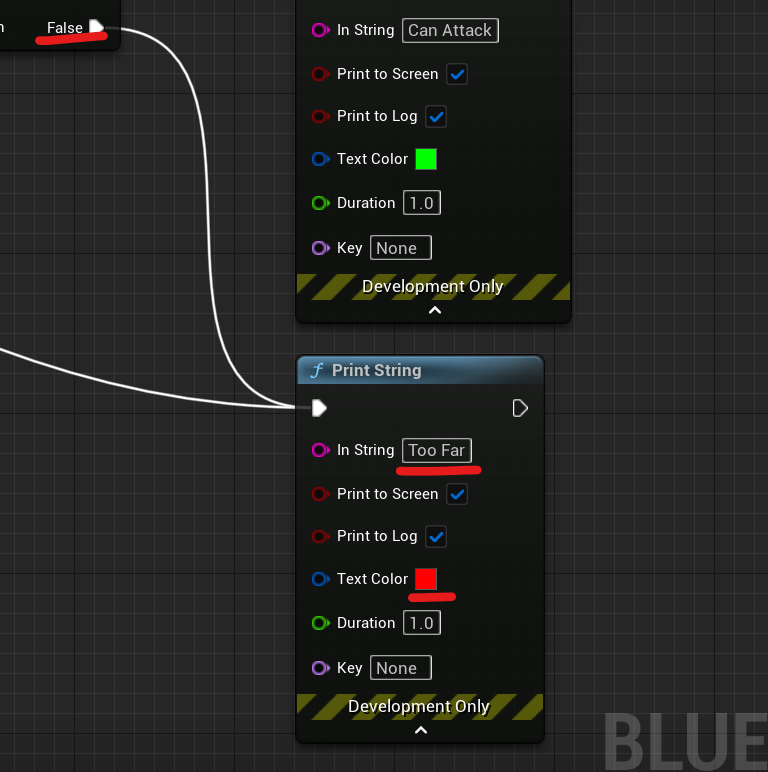 False
In String Can Attack
Print to Screen
Print to Log
Text Color
Duration 1.0
Key None
Development Only
f Print String
In String Too Far
Print to Screen
Print to Log
Text Color
Duration 1.0
Key None
Development Only
BLUE